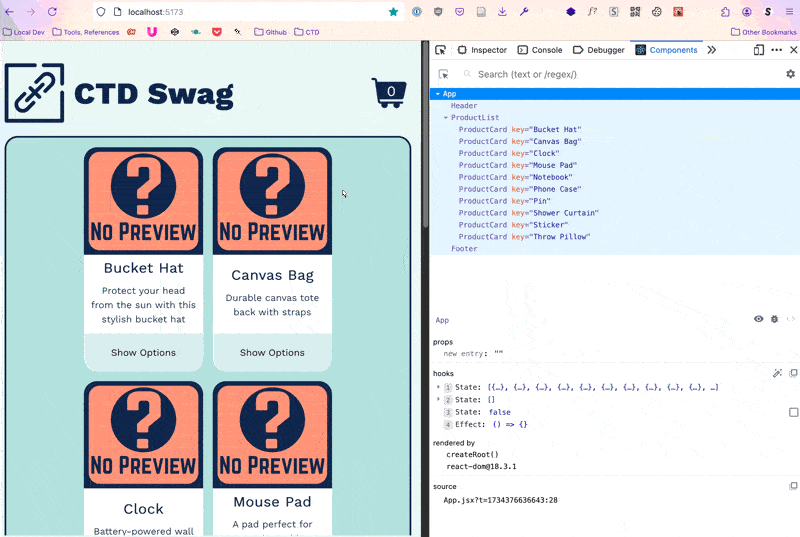 localhost:5173
Local Dev
Tools, References
Github
CTD
Other Bookmarks
CTD Swag
0
NO PREVIEW
NO PREVIEW
Bucket Hat
Protect your head
from the sun with this
stylish bucket hat
Show Options
Canvas Bag
Durable canvas tote
back with straps
Show Options
NO PREVIEW
NO PREVIEW
Clock
Battery-powered wall
Mouse Pad
A pad perfect for
Inspector
Console
Debugger
Components
Search (text or /regex/)
App
Header
ProductList
ProductCard key="Bucket Hat"
ProductCard key="Canvas Bag"
ProductCard key="Clock"
ProductCard key="Mouse Pad"
ProductCard key="Notebook"
ProductCard key="Phone Case"
ProductCard key="Pin"
ProductCard key="Shower Curtain"
ProductCard key="Sticker"
ProductCard key="Throw Pillow"
Footer
App
props
new entry: ""
hooks
1 State: [{…}, {…}, {…}, {…}, {…}, {…}, {…}, {…}, {…}, {…}, …]
2 State: []
3 State: false
4 Effect: () => {}
rendered by
createRoot()
react-dom@18.3.1
source
App.jsx?t=1734376636643:28